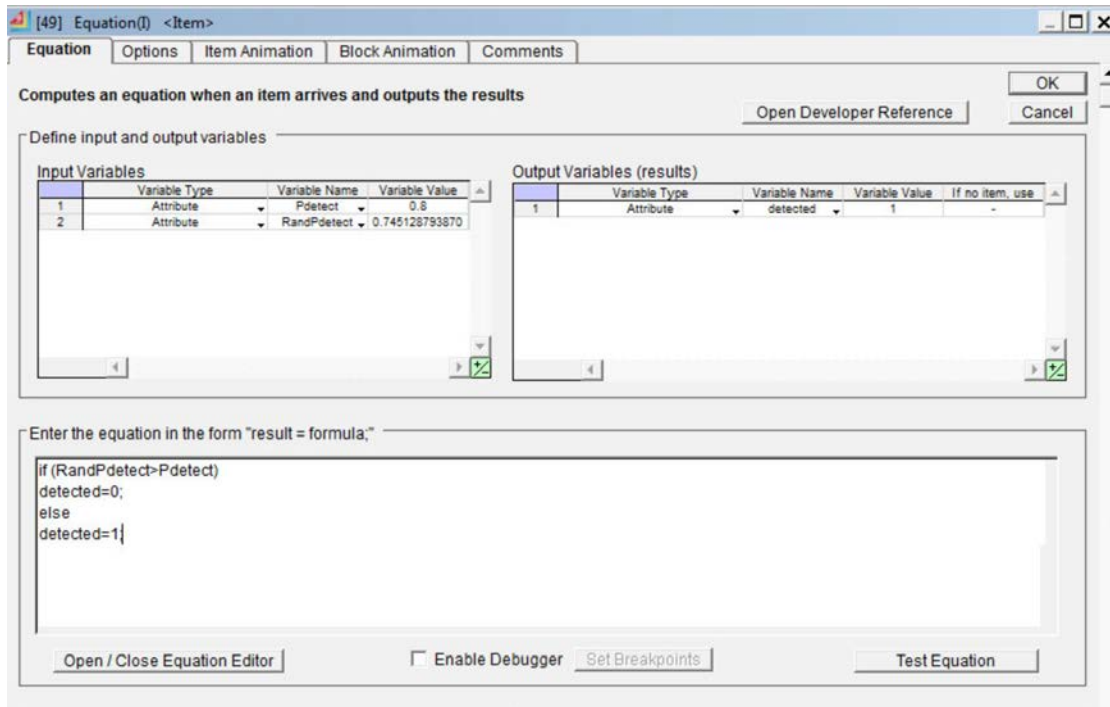 [49] Equation(I) <Item>
Equation Options Item Animation Block Animation Comments
OK
Computes an equation when an item arrives and outputs the results
Open Developer Reference Cancel
Define input and output variables
Input Variables
Variable Type Variable Name Variable Value
1 Attribute Pdetect 0.8
2 Attribute RandPdetect 0.745128793870
Output Variables (results)
Variable Type Variable Name Variable Value If no item, use
1 Attribute detected 1 -
Enter the equation in the form "result = formula;"
if (RandPdetect>Pdetect)
detected=0;
else
detected=1;
Open / Close Equation Editor Enable Debugger Set Breakpoints Test Equation